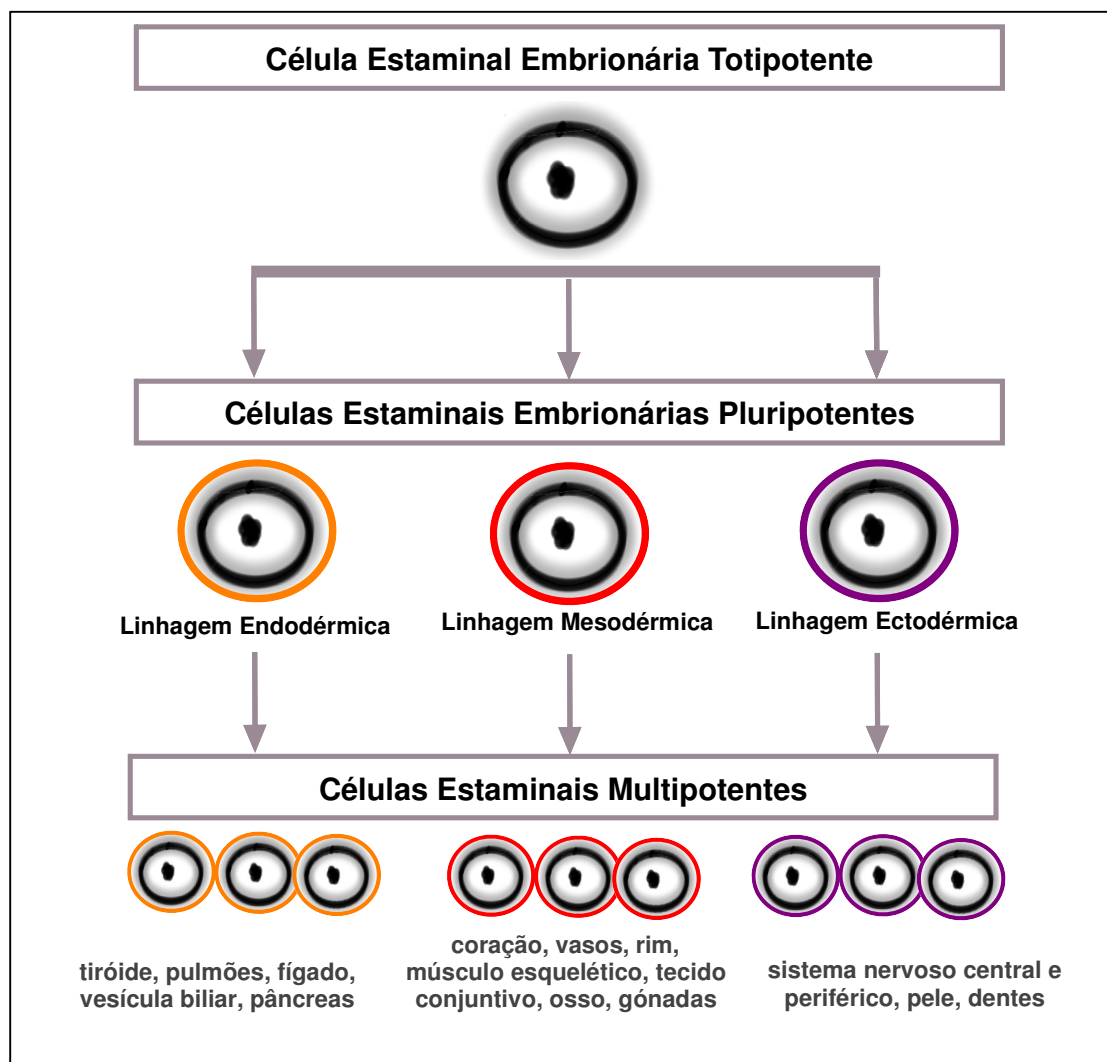 Célula Estaminal Embrionária Totipotente
Células Estaminais Embrionárias Pluripotentes
Linhagem Endodérmica
Linhagem Mesodérmica
Linhagem Ectodérmica
Células Estaminais Multipotentes
tiróide, pulmões, fígado,
vesícula biliar, pâncreas
coração, vasos, rim,
músculo esquelético, tecido
conjuntivo, osso, gónadas
sistema nervoso central e
periférico, pele, dentes